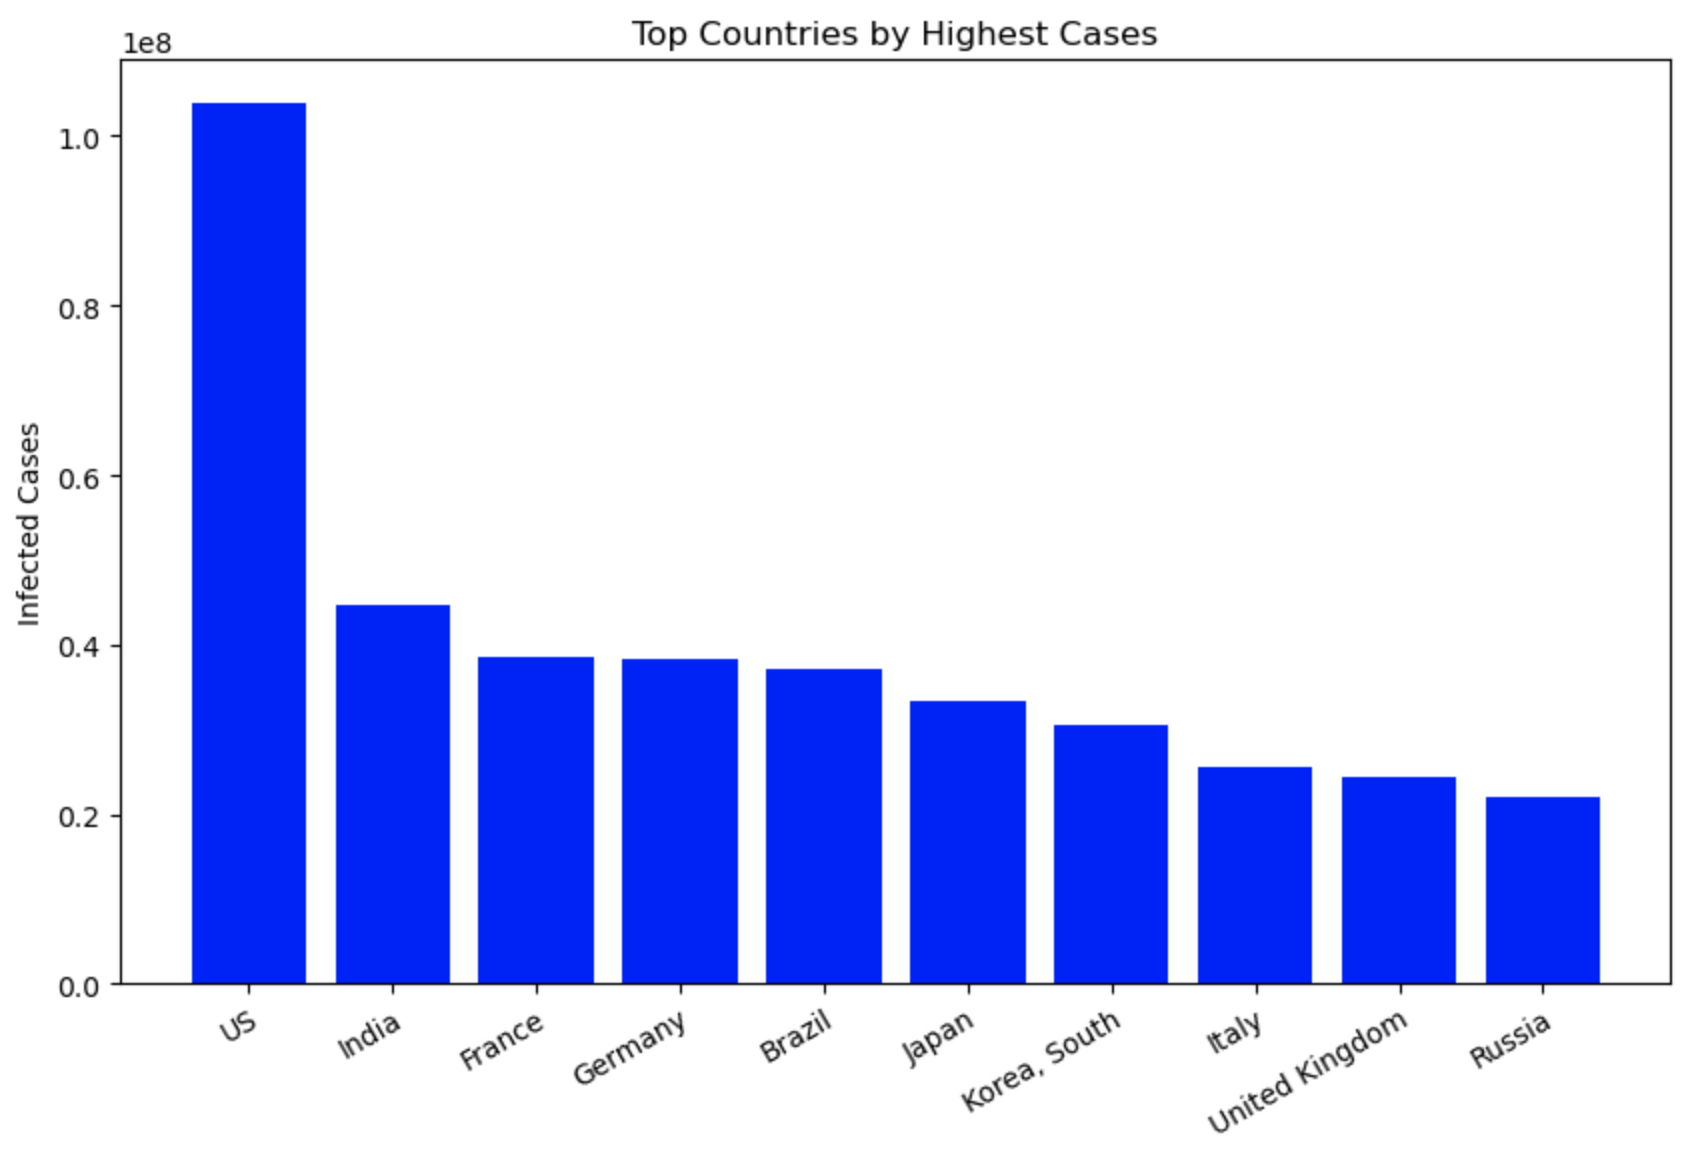 Top Countries by Highest Cases
1e8
1.0
0.8
0.6
0.4
0.2
0.0
Infected Cases
US
India
France
Germany
Brazil
Japan
Korea, South
Italy
United Kingdom
Russia